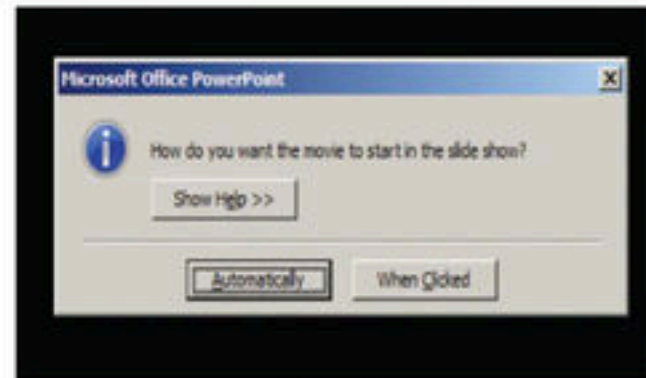 Microsoft Office PowerPoint
How do you want the movie to start in the slide show?
Show Help >>
Automatically
When Clicked